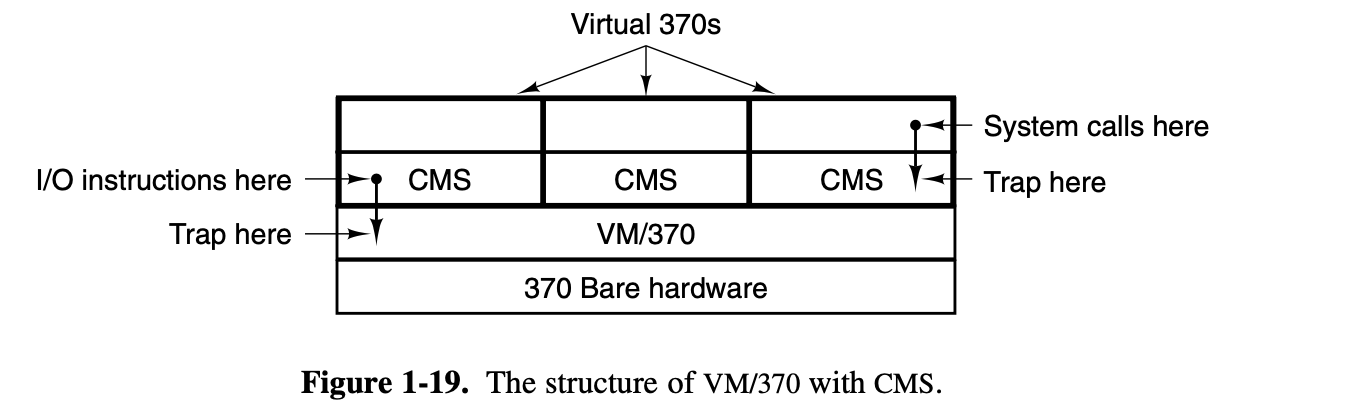 Virtual 370s
System calls here
I/O instructions here
CMS
CMS
CMS
Trap here
Trap here
VM/370
370 Bare hardware
Figure 1-19. The structure of VM/370 with CMS.